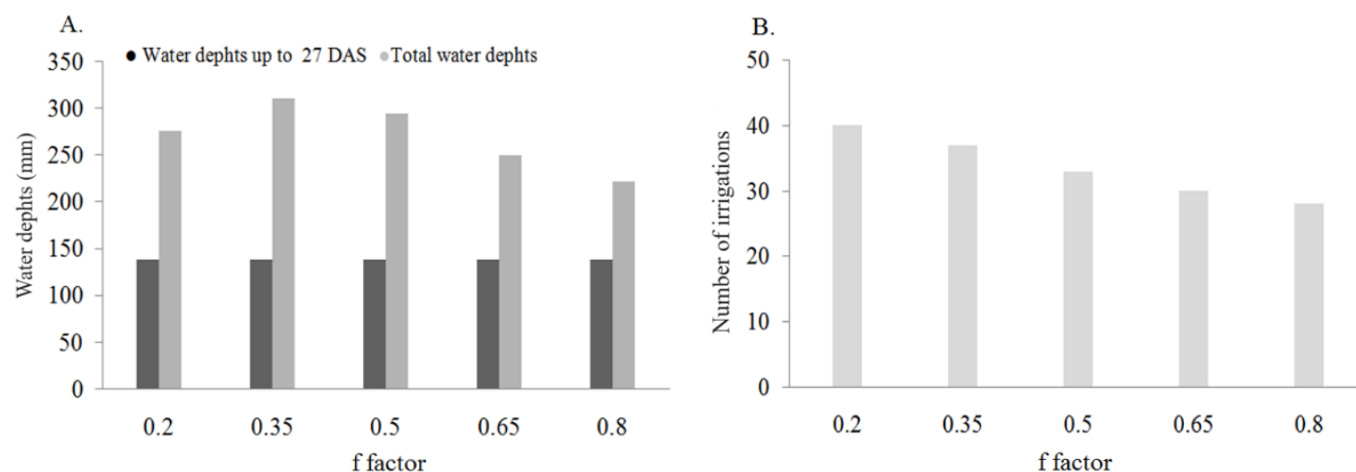 A.
Water dephts up to 27 DAS Total water dephts
350
300
250
200
150
100
50
0
Water dephts (mm)
0.2 0.35 0.5 0.65 0.8
f factor
B.
50
40
30
20
10
0
Number of irrigations
0.2 0.35 0.5 0.65 0.8
f factor